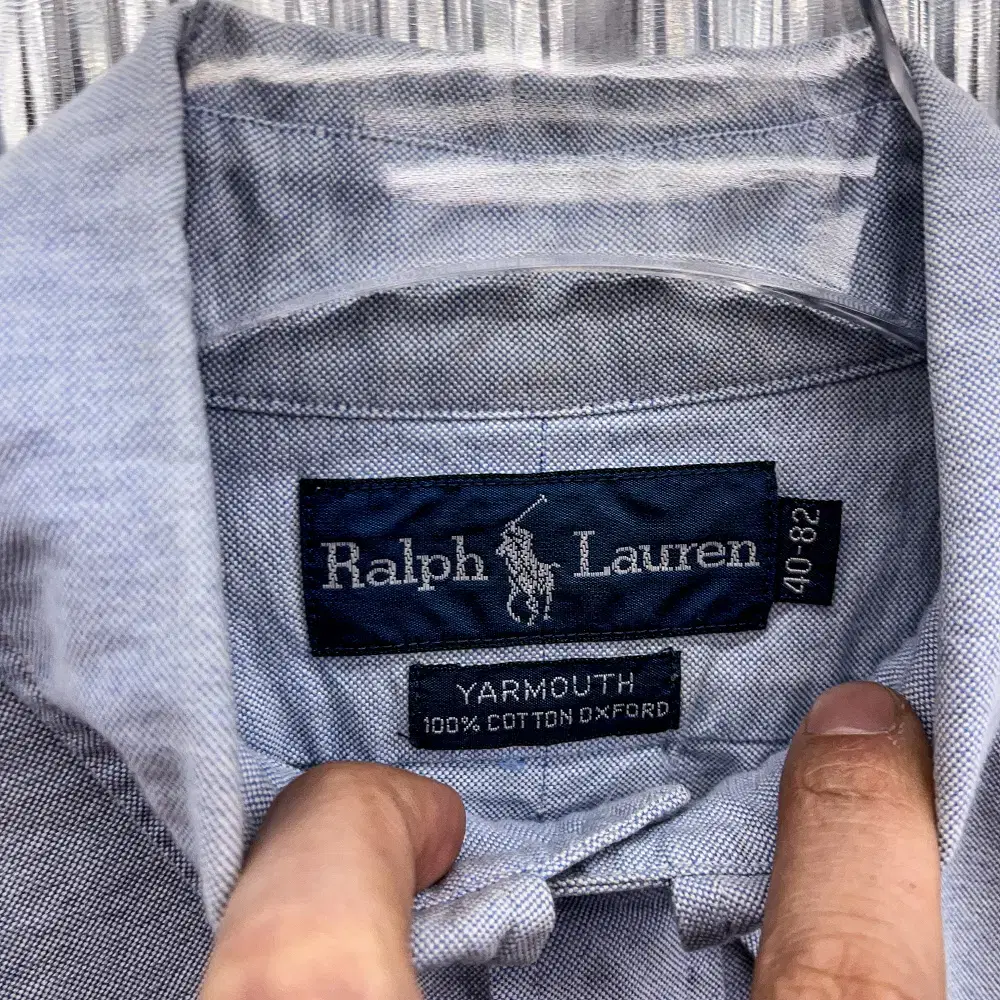 Ralph Lauren
40-82
YARMOUTH
100% COTTON OXFORD